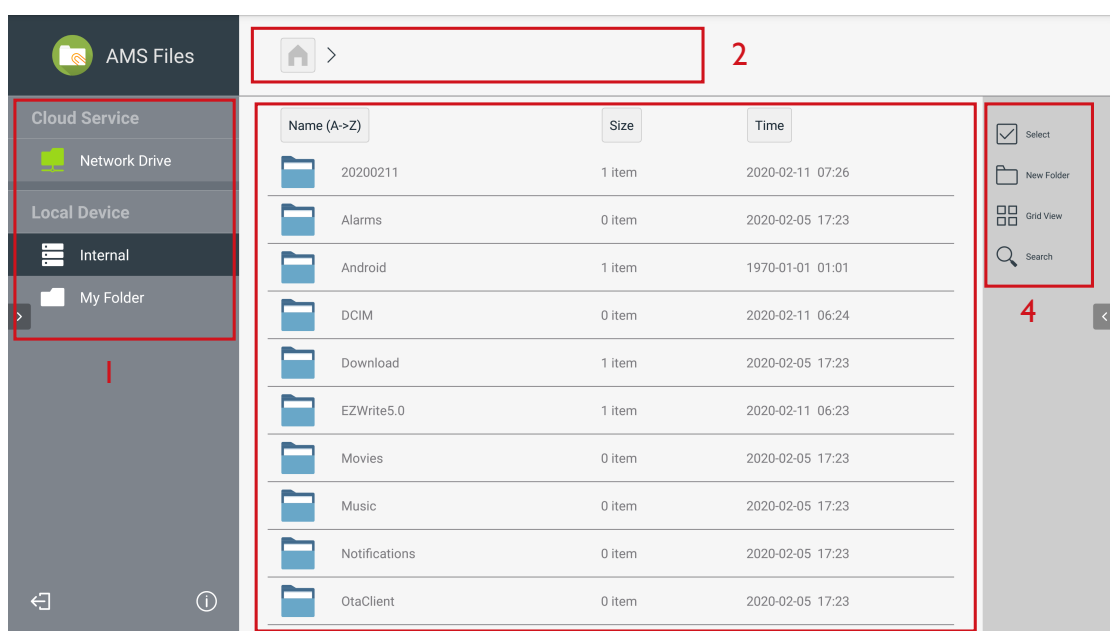 AMS Files
2
Cloud Service
Network Drive
Local Device
Internal
My Folder
1
Name (A->Z) Size Time
20200211 1 item 2020-02-11 07:26
Alarms 0 item 2020-02-05 17:23
Android 1 item 1970-01-01 01:01
DCIM 0 item 2020-02-11 06:24
Download 1 item 2020-02-05 17:23
EZWrite5.0 1 item 2020-02-11 06:23
Movies 0 item 2020-02-05 17:23
Music 0 item 2020-02-05 17:23
Notifications 0 item 2020-02-05 17:23
OtaClient 0 item 2020-02-05 17:23
Select
New Folder
Grid View
Search
4